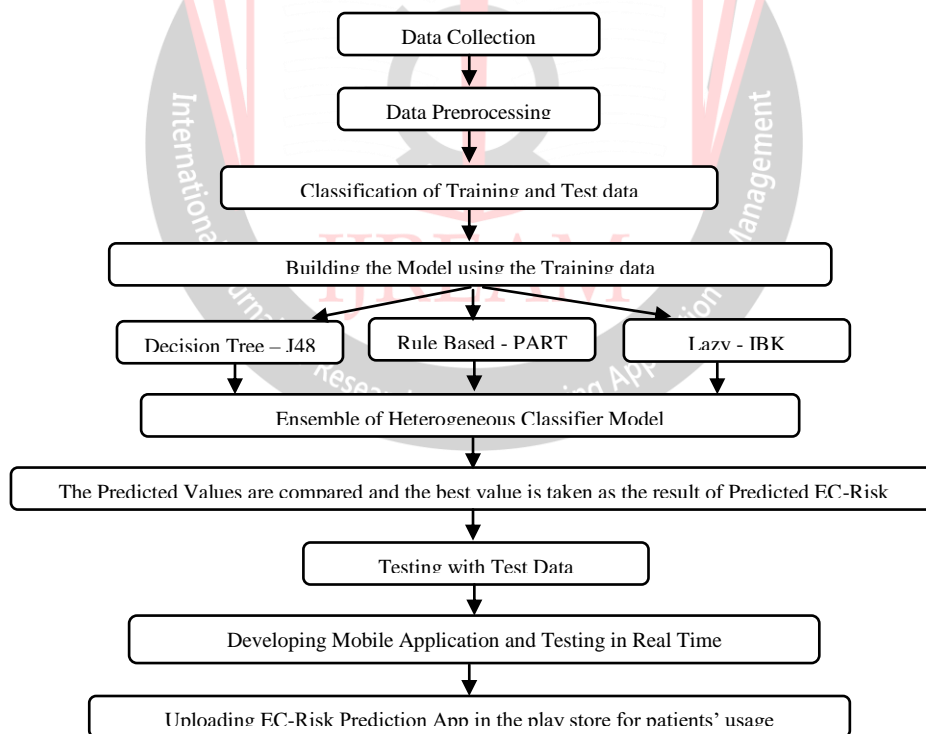 Data Collection
Data Preprocessing
Classification of Training and Test data
Building the Model using the Training data
Decision Tree – J48
Rule Based - PART
Lazy - IBK
Ensemble of Heterogeneous Classifier Model
The Predicted Values are compared and the best value is taken as the result of Predicted EC-Risk
Testing with Test Data
Developing Mobile Application and Testing in Real Time
Uploading EC-Risk Prediction App in the play store for patients’ usage
IJREAM
International
Management